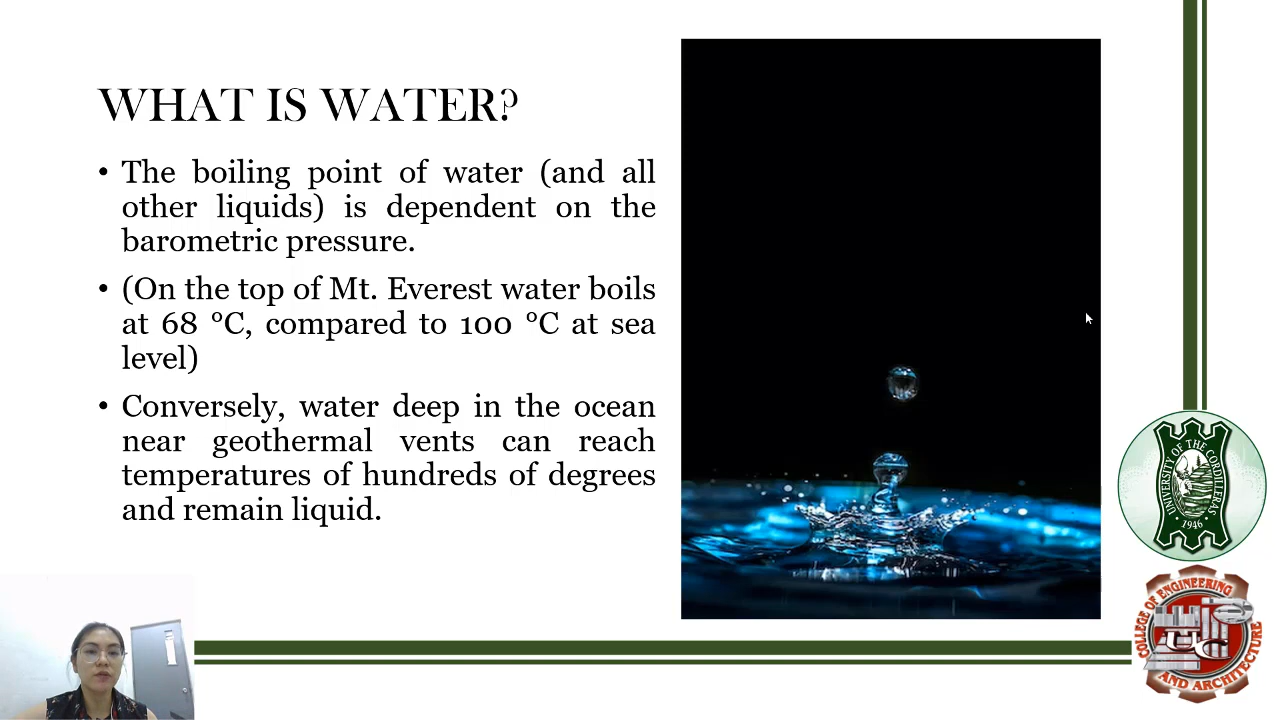 WHAT IS WATER?
• The boiling point of water (and all
other liquids) is dependent on the
barometric pressure.
• (On the top of Mt. Everest water boils
at 68 °C, compared to 100 °C at sea
level)
• Conversely, water deep in the ocean
near geothermal vents can reach
temperatures of hundreds of degrees
and remain liquid.
UNIVERSITY OF THE CORDILLERAS
• 1946 •
COLLEGE OF ENGINEERING
UC
AND ARCHITECTURE